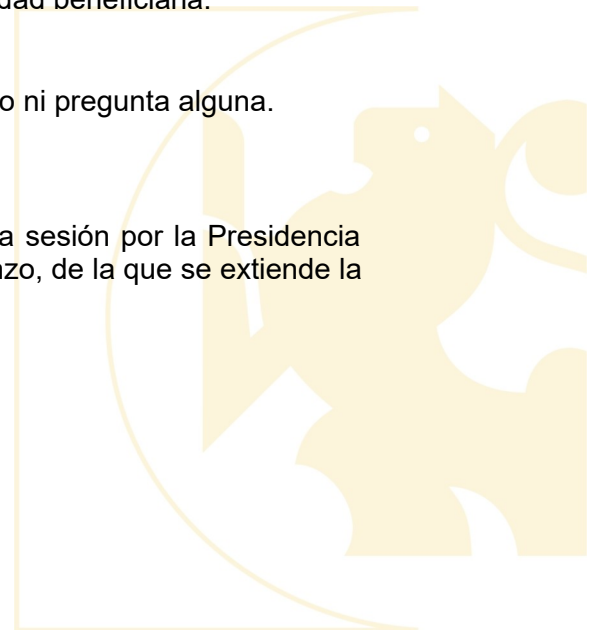 dad beneficiaria.
o ni pregunta alguna.
a sesión por la Presidencia
nzo, de la que se extiende la